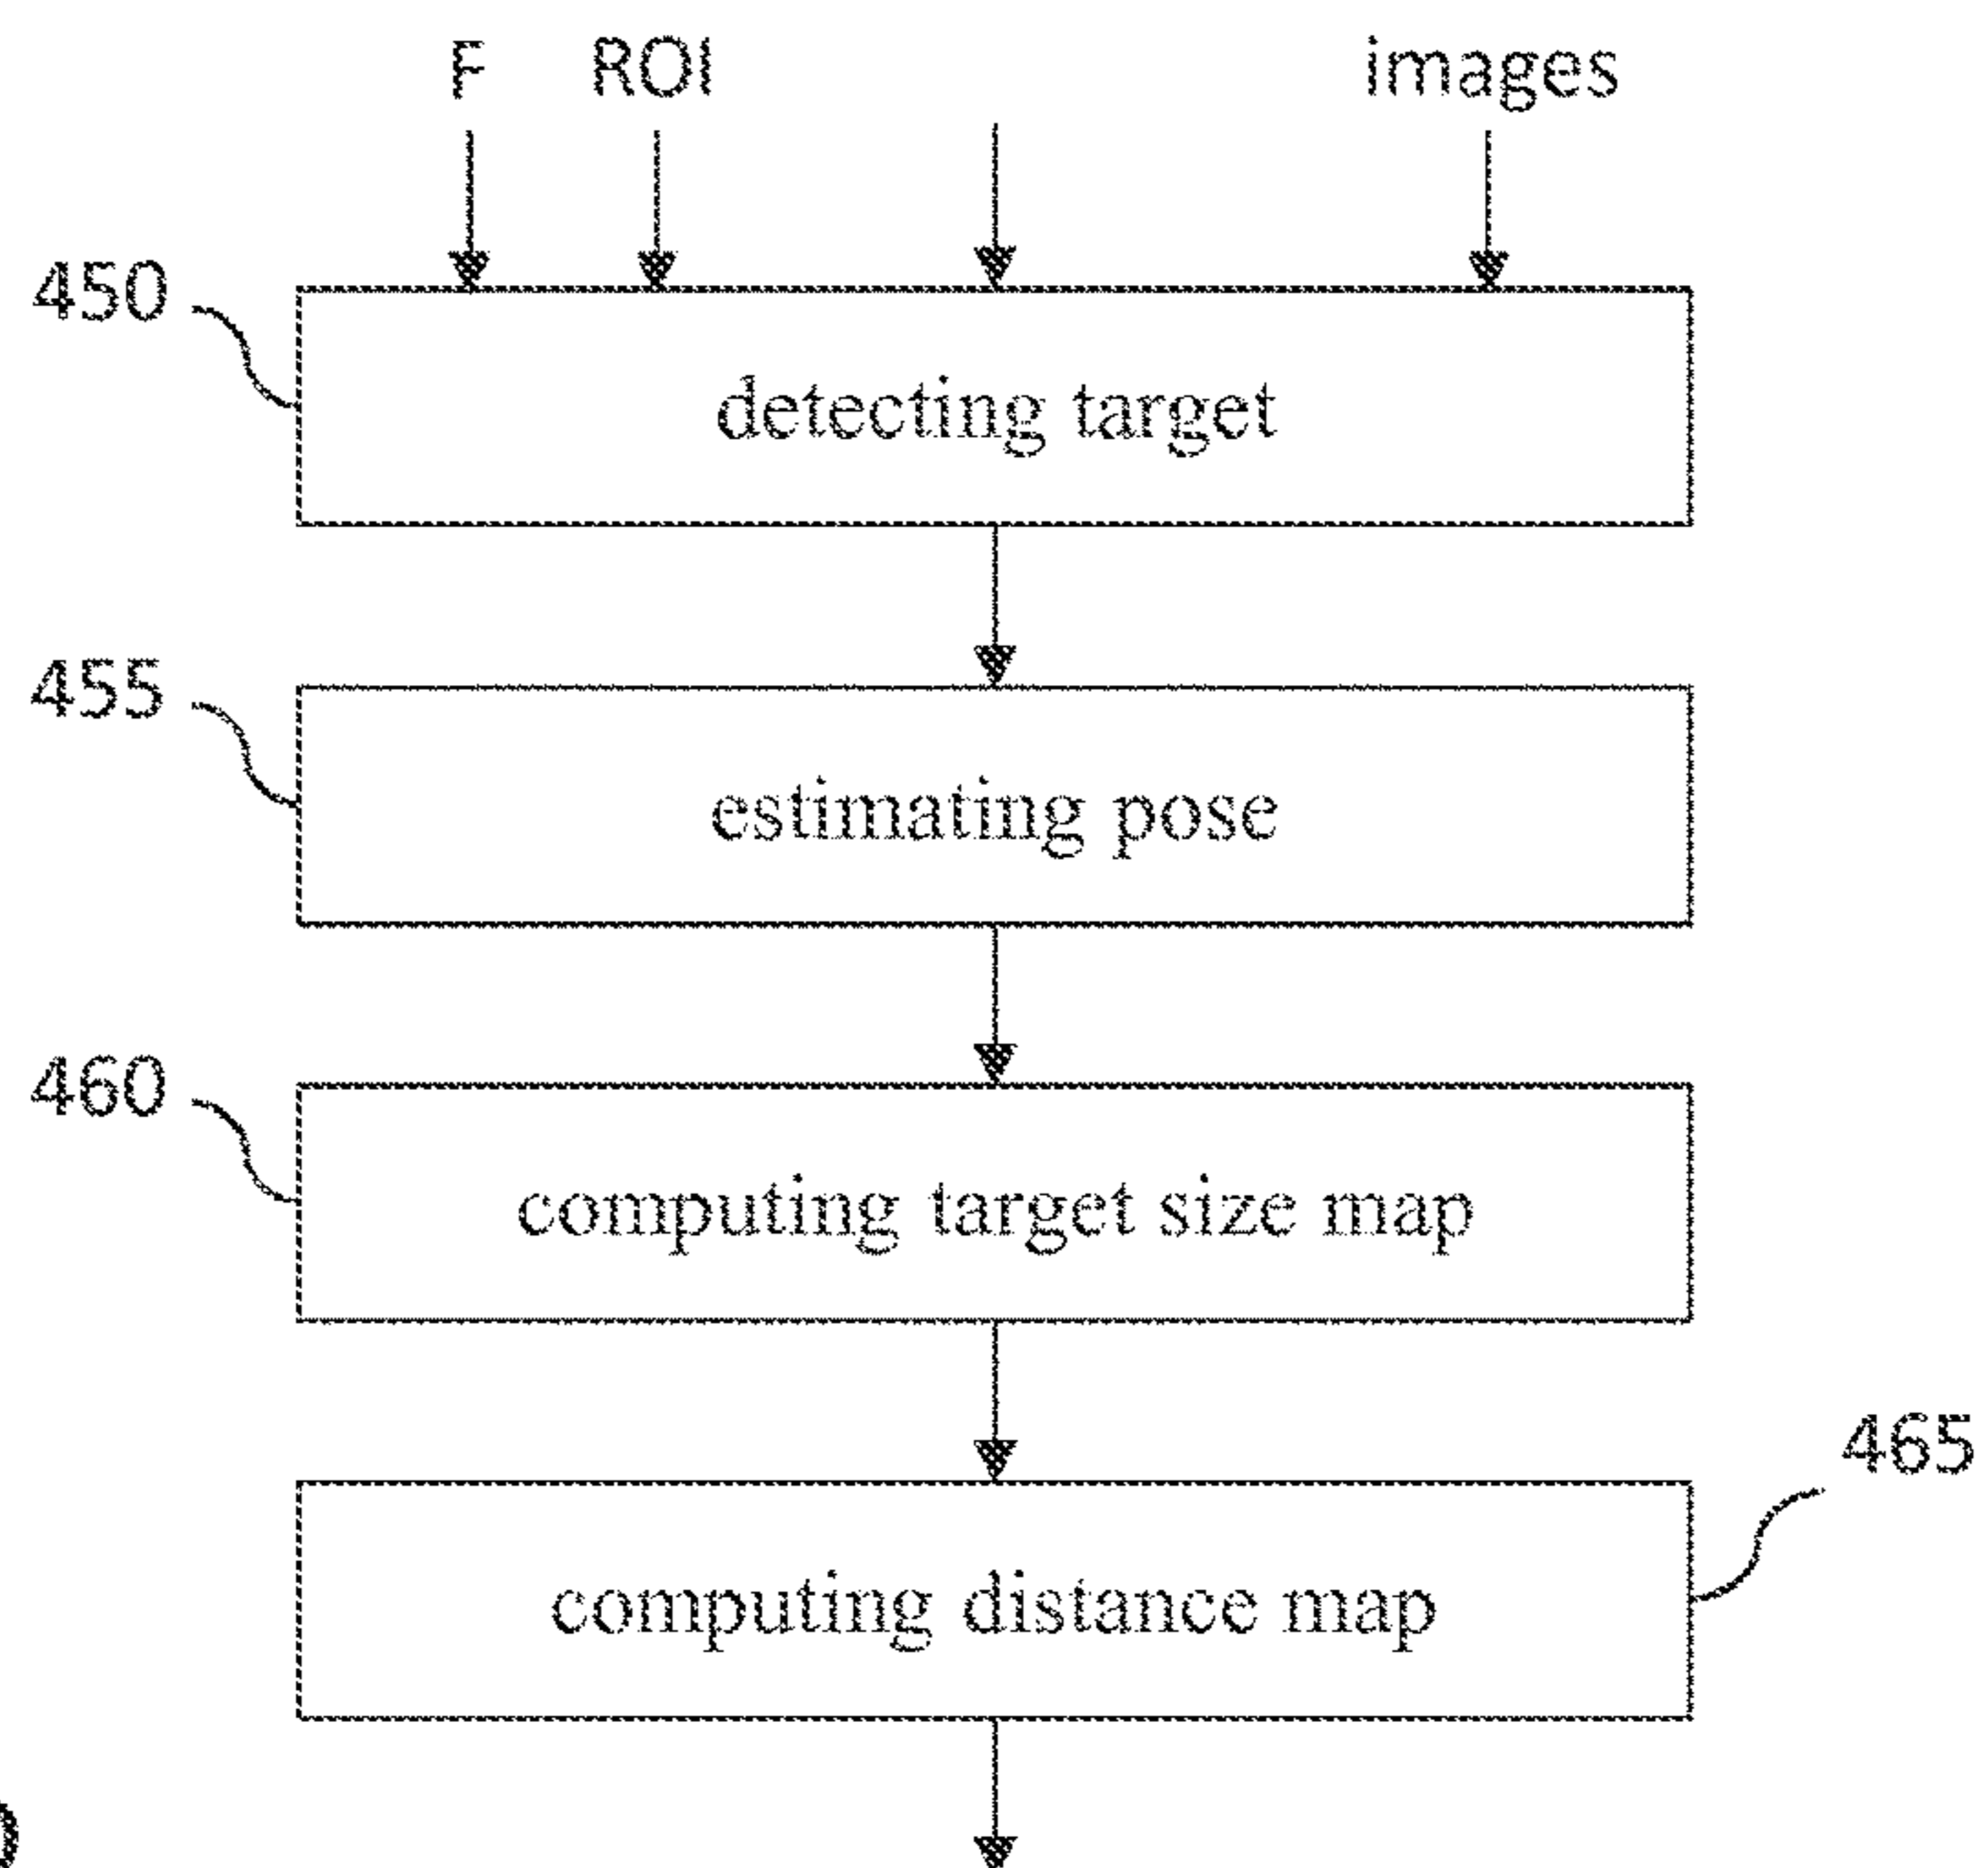 F ROI images
450
detecting target
455
estimating pose
460
computing target size map
465
computing distance map